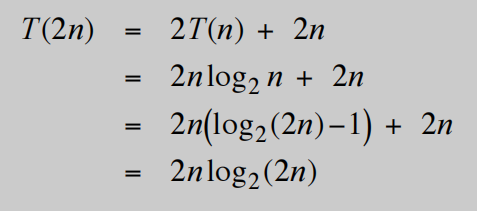 T(2n) = 2T(n) + 2n
= 2n log₂ n + 2n
= 2n(log₂(2n)−1) + 2n
= 2n log₂(2n)